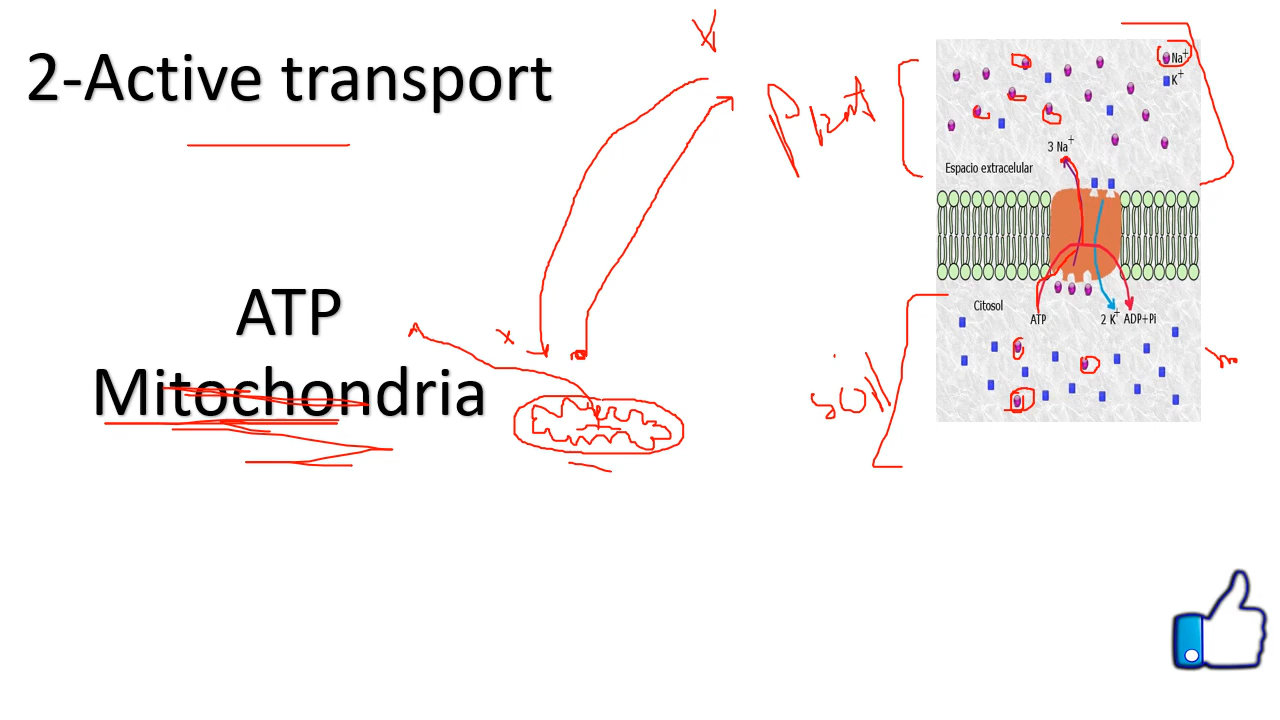 2-Active transport
X
Plant
Na+
K+
3 Na+
Espacio extracelular
ATP
Mitochondria
x
Citosol
ATP
2 K+
ADP+Pi
soil